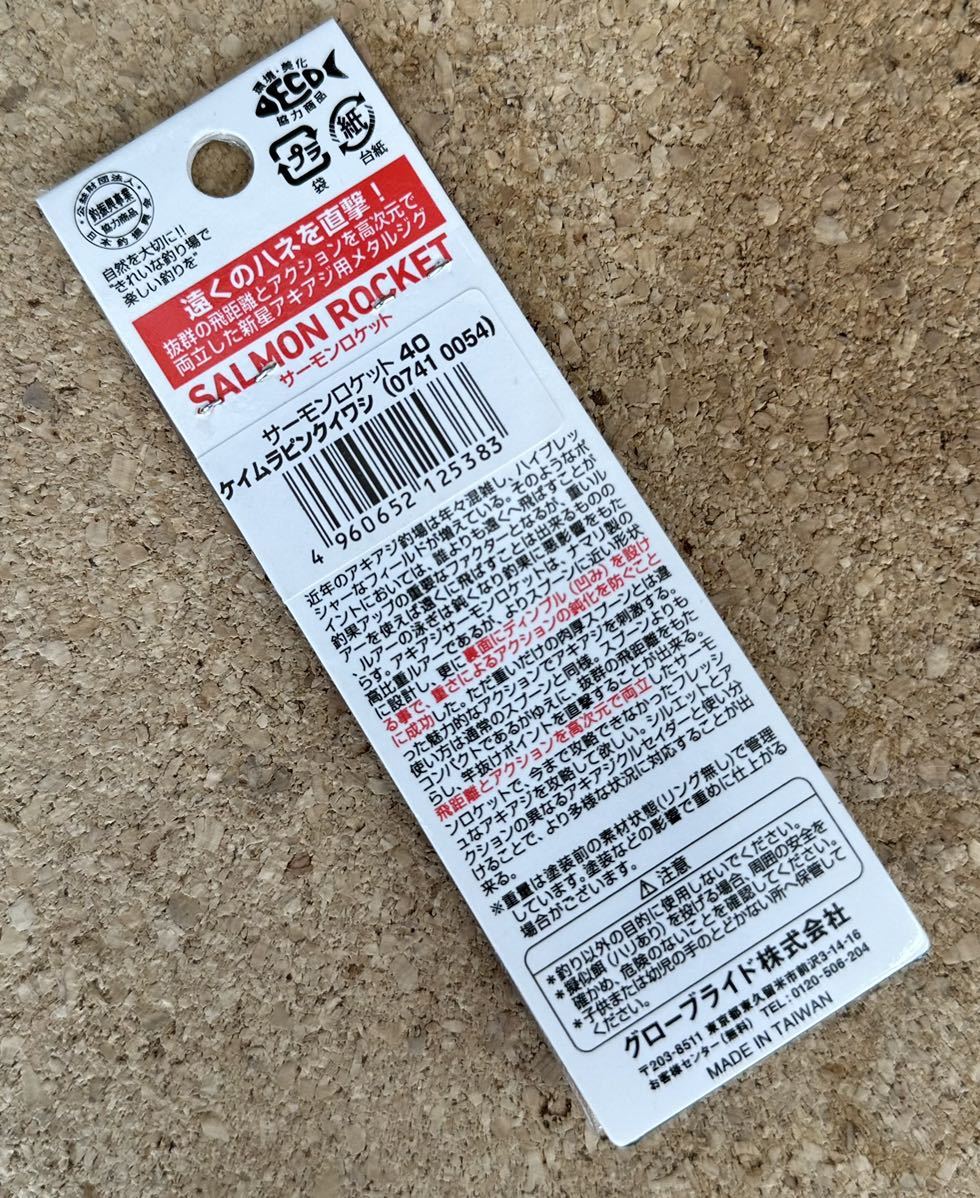 環境・美化
ECO
協力商品
プラ
袋
紙
台紙
公益財団法人
釣振興事業
協力商品
日本釣振興会
自然を大切に!!
"きれいな釣り場で
楽しい釣りを"
遠くのハネを直撃！
抜群の飛距離とアクションを高次元で
両立した新星アキアジ用メタルジグ
SALMON ROCKET
サーモンロケット
サーモンロケット 40
ケイムラピンクイワシ (0741 0054)
4 960652 125383
近年のアキアジ釣場は年々混雑し、ハイプレッ
シャーなフィールドが増えている。そのようなポ
イントにおいては、誰よりも遠くへ飛ばすことが
釣果アップの重要なファクターとなるが、重いル
アーを使えば遠くに飛ばすことは出来るものの
ルアーの泳ぎは鈍くなり釣果に悪影響をもた
らす。アキアジサーモンロケットは、ナマリ製の
高比重ルアーであるが、よりスプーンに近い形状
に設計し、更に裏面にディンプル（凹み）を設け
る事で、重さによるアクションの鈍化を防ぐこと
に成功した。ただ重いだけの肉厚スプーンとは違
った魅力的なアクションでアキアジを刺激する。
使い方は通常のスプーンと同様。スプーンよりも
コンパクトであるがゆえに、抜群の飛距離をもた
らし、竿抜けポイントを直撃することが出来る。
飛距離とアクションを高次元で両立したサーモ
ンロケットで、今まで攻略できなかったプレッシ
ュなアキアジを攻略して欲しい。シルエットとア
クションの異なるアキアジクルセイダーと使い分
けることで、より多様な状況に対応することが出
来る。
※重量は塗装前の素材状態(リング無し)で管理
しています。塗装などの影響で重めに仕上がる
場合がございます。
⚠ 注意
*釣り以外の目的に使用しないでください。
*擬似餌（ハリあり）を投げる場合、周囲の安全を
確かめ、危険のないことを確認してください。
*子供または幼児の手のとどかない所へ保管して
ください。
グローブライド株式会社
〒203-8511 東京都東久留米市前沢3-14-16
お客様センター(無料) TEL:0120-506-204
MADE IN TAIWAN